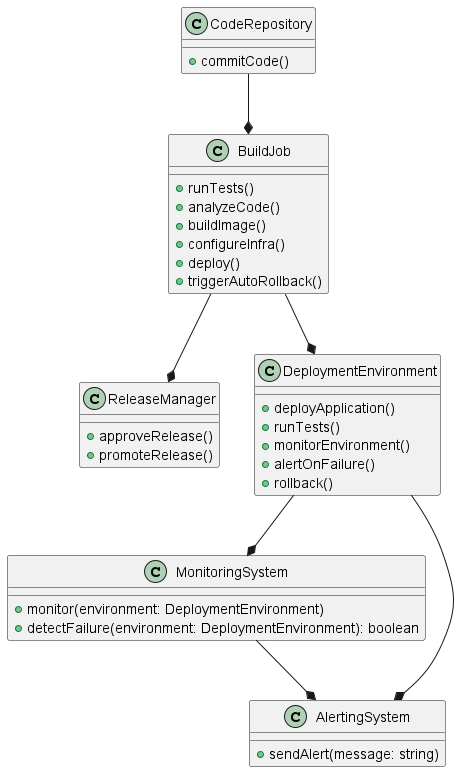 C CodeRepository
commitCode()
C BuildJob
runTests()
analyzeCode()
buildImage()
configureInfra()
deploy()
triggerAutoRollback()
C ReleaseManager
approveRelease()
promoteRelease()
C DeploymentEnvironment
deployApplication()
runTests()
monitorEnvironment()
alertOnFailure()
rollback()
C MonitoringSystem
monitor(environment: DeploymentEnvironment)
detectFailure(environment: DeploymentEnvironment): boolean
C AlertingSystem
sendAlert(message: string)